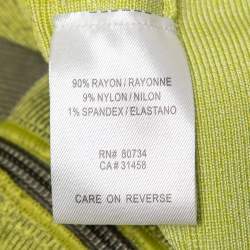 90% RAYON/RAYONNE
9% NYLON/NILON
1% SPANDEX/ELASTANO
RN# 80734
CA# 31458
CARE ON REVERSE